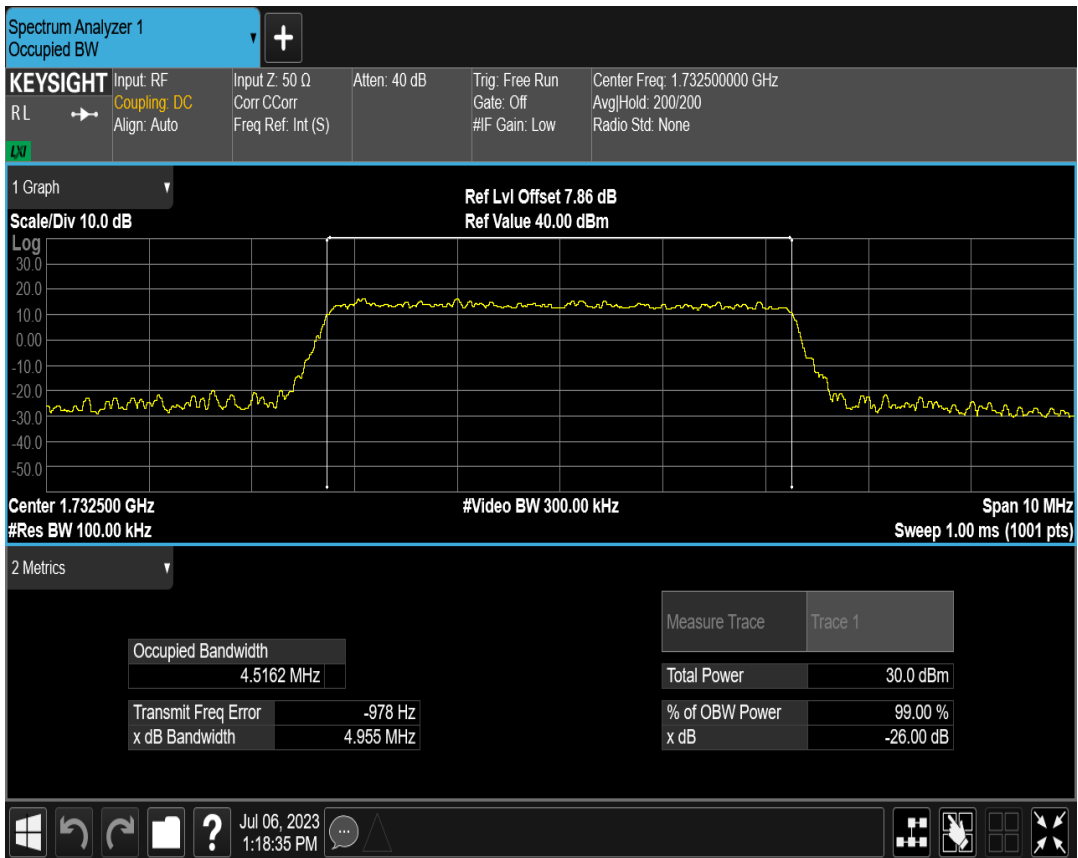 Spectrum Analyzer 1
Occupied BW
+
KEYSIGHT
RL
LXI
Input: RF
Coupling: DC
Align: Auto
Input Z: 50 Ω
Corr CCorr
Freq Ref: Int (S)
Atten: 40 dB
Trig: Free Run
Gate: Off
#IF Gain: Low
Center Freq: 1.732500000 GHz
Avg|Hold: 200/200
Radio Std: None
1 Graph
Scale/Div 10.0 dB
Ref Lvl Offset 7.86 dB
Ref Value 40.00 dBm
Log
30.0
20.0
10.0
0.00
-10.0
-20.0
-30.0
-40.0
-50.0
Center 1.732500 GHz
#Video BW 300.00 kHz
Span 10 MHz
#Res BW 100.00 kHz
Sweep 1.00 ms (1001 pts)
2 Metrics
Occupied Bandwidth
4.5162 MHz
Transmit Freq Error -978 Hz
x dB Bandwidth 4.955 MHz
Measure Trace Trace 1
Total Power 30.0 dBm
% of OBW Power 99.00 %
x dB -26.00 dB
?
Jul 06, 2023
1:18:35 PM